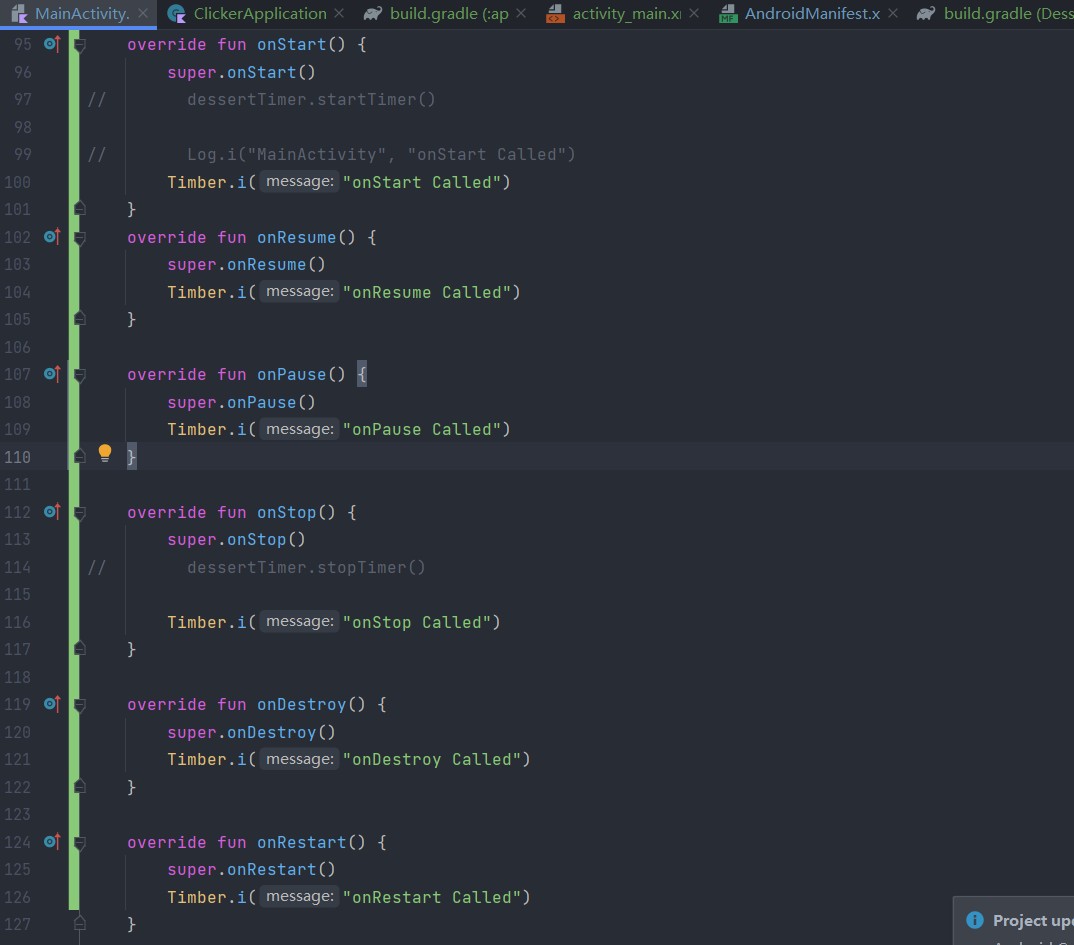 MainActivity. ClickerApplication build.gradle (:ap activity_main.x AndroidManifest.x build.gradle (Dess
95 override fun onStart() {
96 super.onStart()
97 // dessertTimer.startTimer()
98
99 // Log.i("MainActivity", "onStart Called")
100 Timber.i( message: "onStart Called")
101 }
102 override fun onResume() {
103 super.onResume()
104 Timber.i( message: "onResume Called")
105 }
106
107 override fun onPause() {
108 super.onPause()
109 Timber.i( message: "onPause Called")
110 }
111
112 override fun onStop() {
113 super.onStop()
114 // dessertTimer.stopTimer()
115
116 Timber.i( message: "onStop Called")
117 }
118
119 override fun onDestroy() {
120 super.onDestroy()
121 Timber.i( message: "onDestroy Called")
122 }
123
124 override fun onRestart() {
125 super.onRestart()
126 Timber.i( message: "onRestart Called")
127 }
Project upd